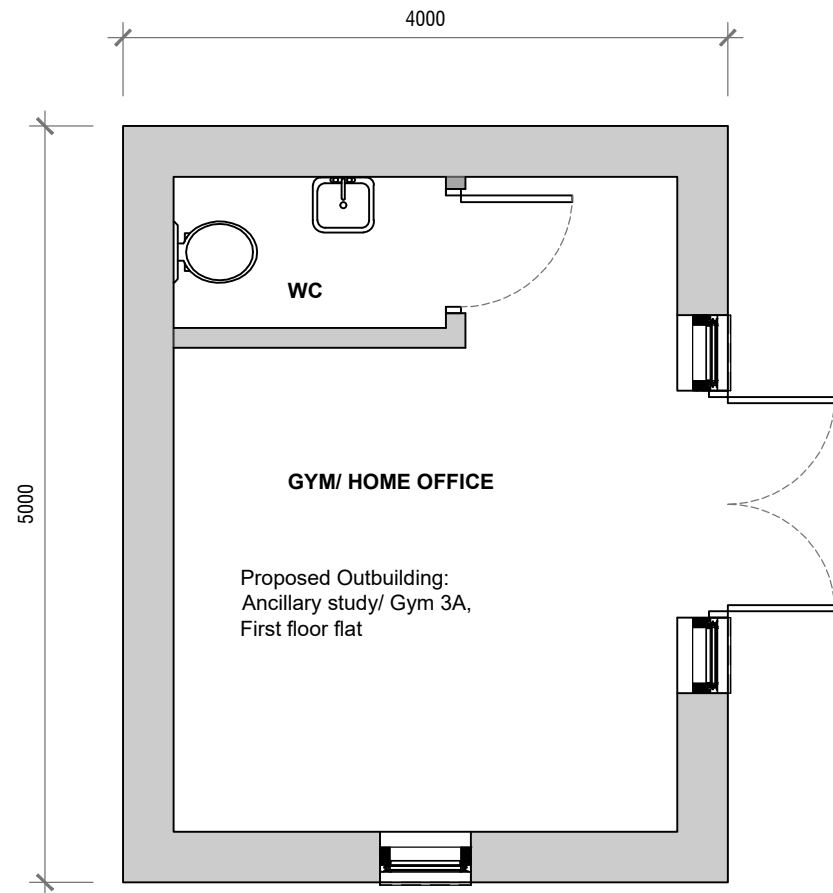 4000
5000
WC
GYM/ HOME OFFICE
Proposed Outbuilding:
Ancillary study/ Gym 3A,
First floor flat